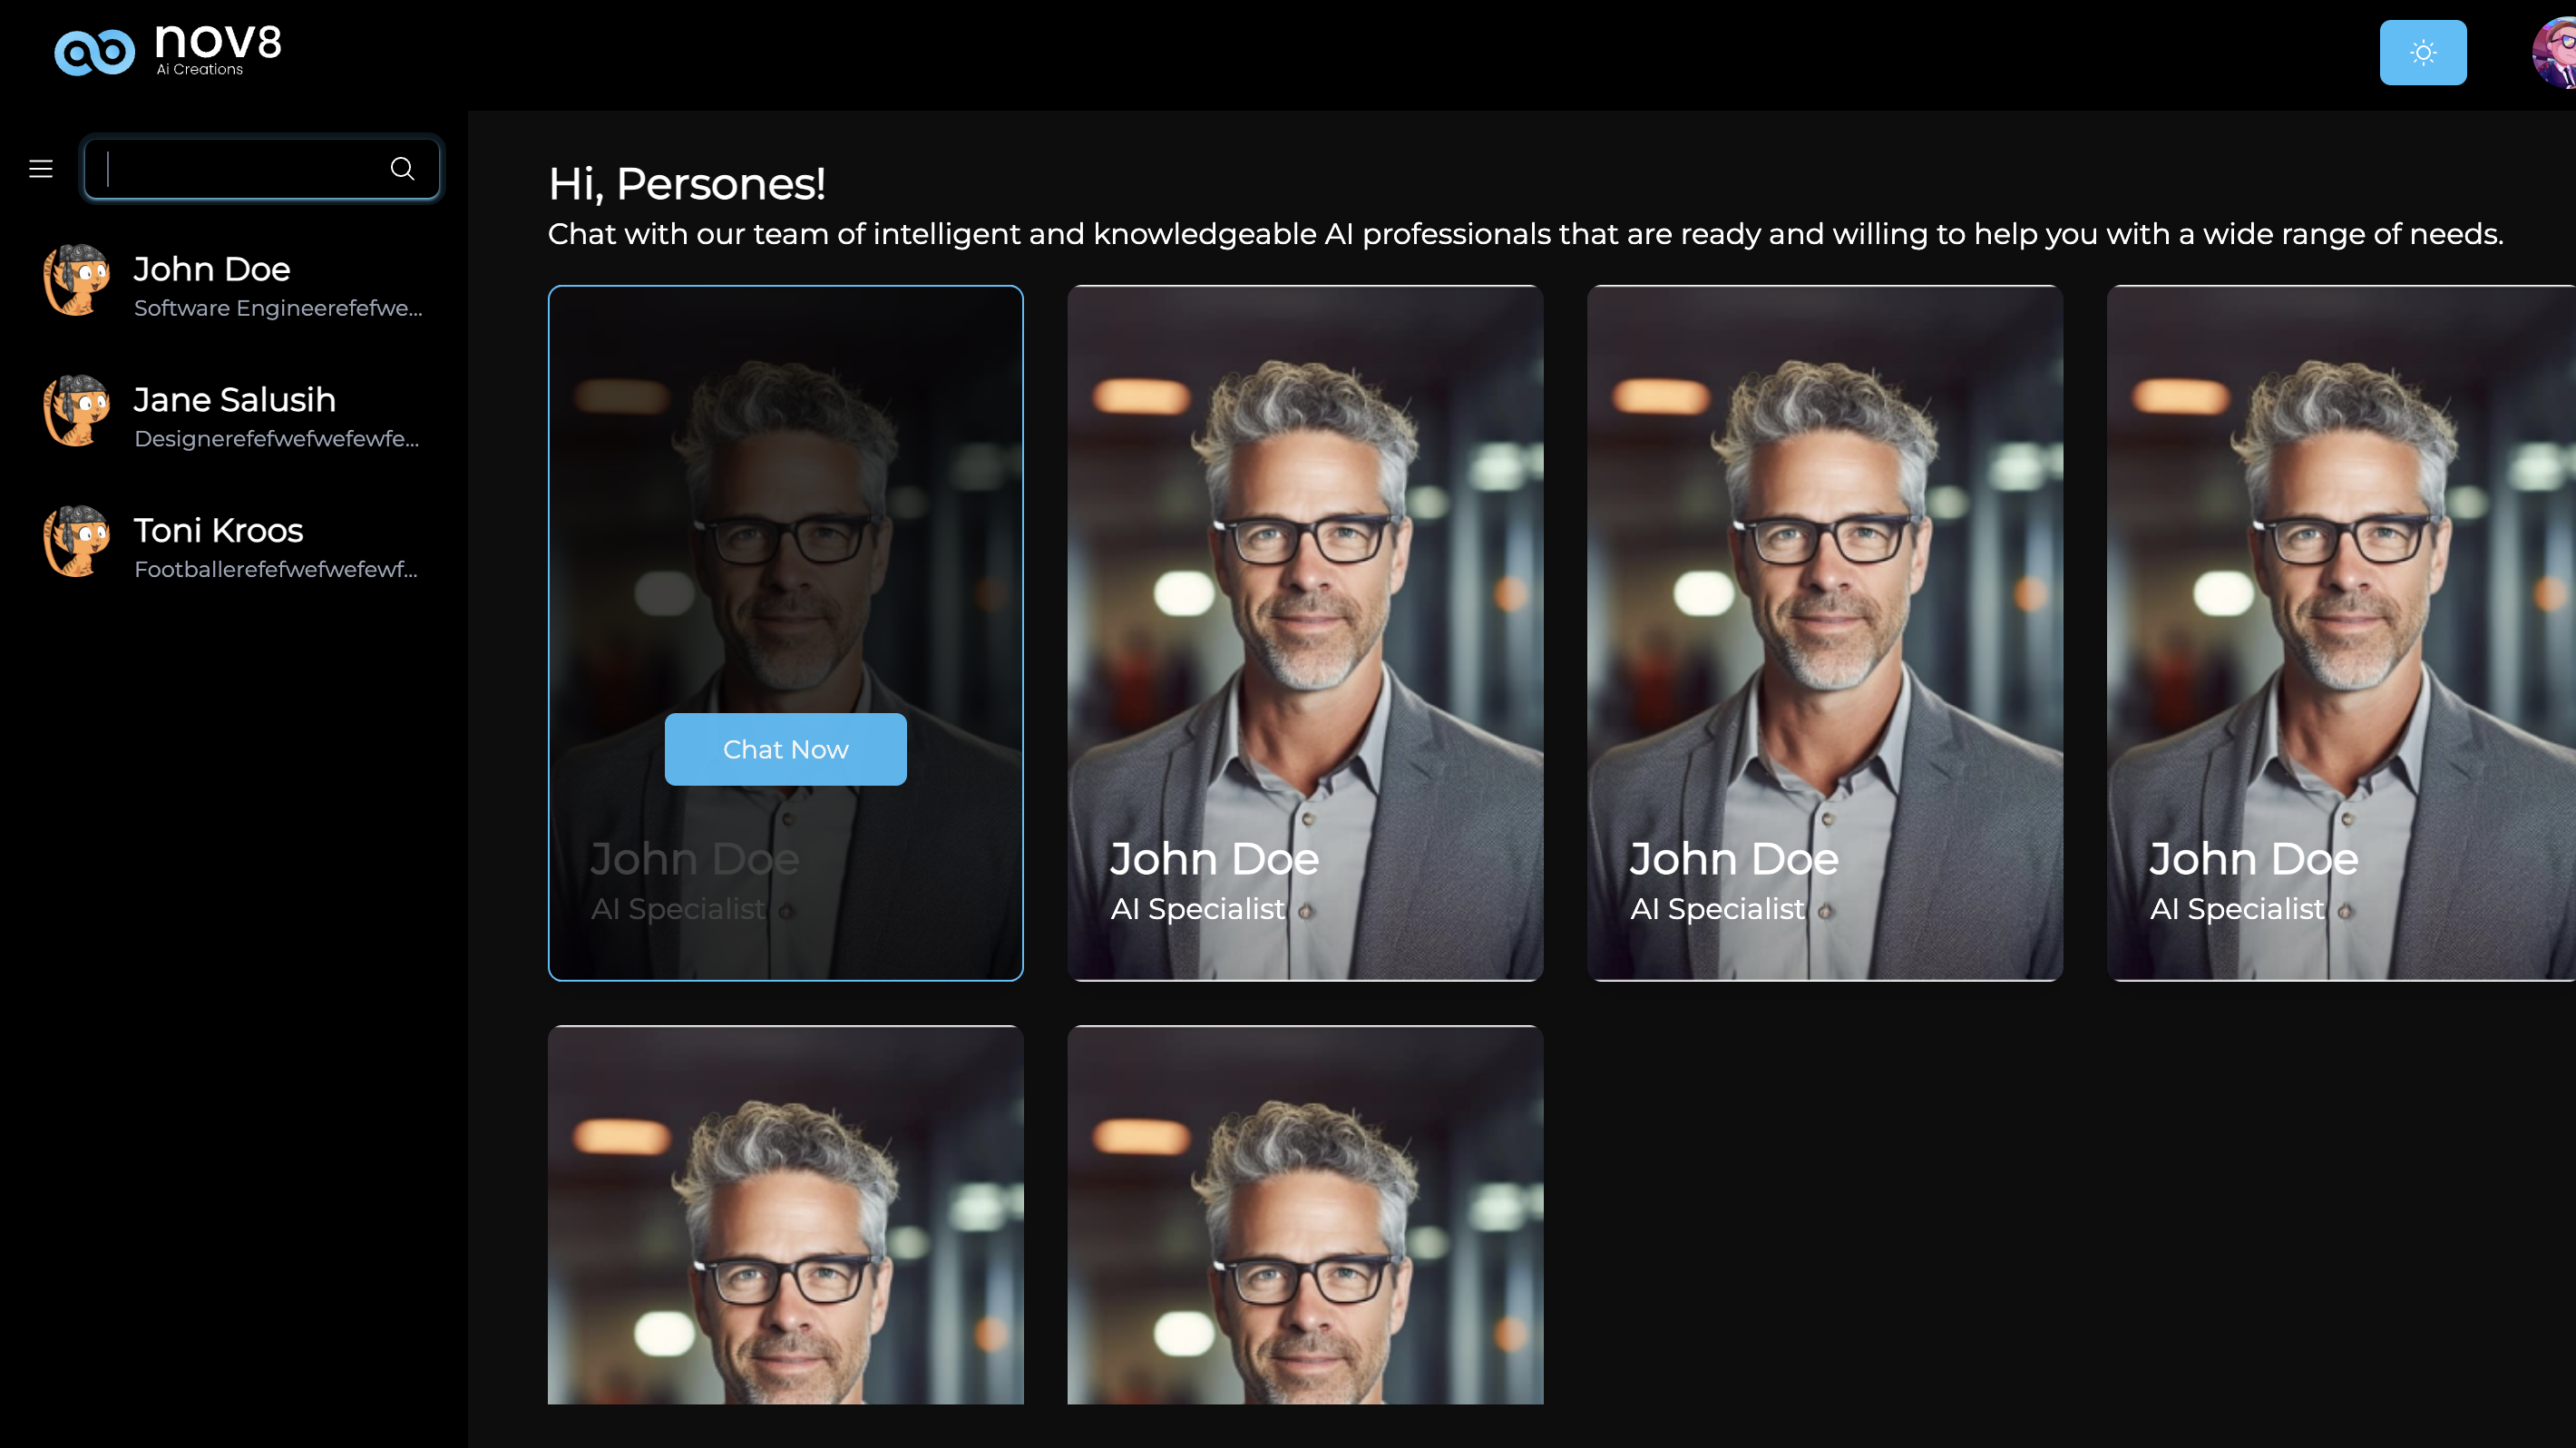 nov8
Ai Creations
John Doe
Software Engineerefefwe...
Jane Salusih
Designerefefwefwefewfe...
Toni Kroos
Footballerefefwefwefewf...
Hi, Persones!
Chat with our team of intelligent and knowledgeable AI professionals that are ready and willing to help you with a wide range of needs.
Chat Now
John Doe
AI Specialist
John Doe
AI Specialist
John Doe
AI Specialist
John Doe
AI Specialist